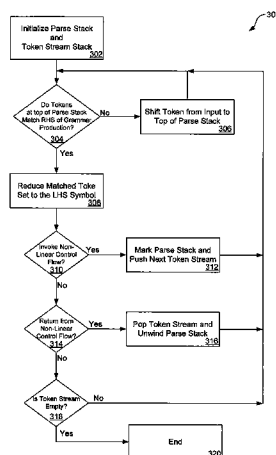 30
Initialize Parse Stack
and
Token Stream Stack
302
Do Tokens
at top of Parse Stack
Match RHS of Grammer
Production?
304
No
Shift Token from Input to
Top of Parse Stack
306
Yes
Reduce Matched Toke
Set to the LHS Symbol
308
Invoke Non-
Linear Control
Flow?
310
Yes
Mark Parse Stack and
Push Next Token Stream
312
No
Return from
Non-Linear
Control Flow?
314
Yes
Pop Token Stream and
Unwind Parse Stack
316
No
Is Token Stream
Empty?
318
No
Yes
End
320